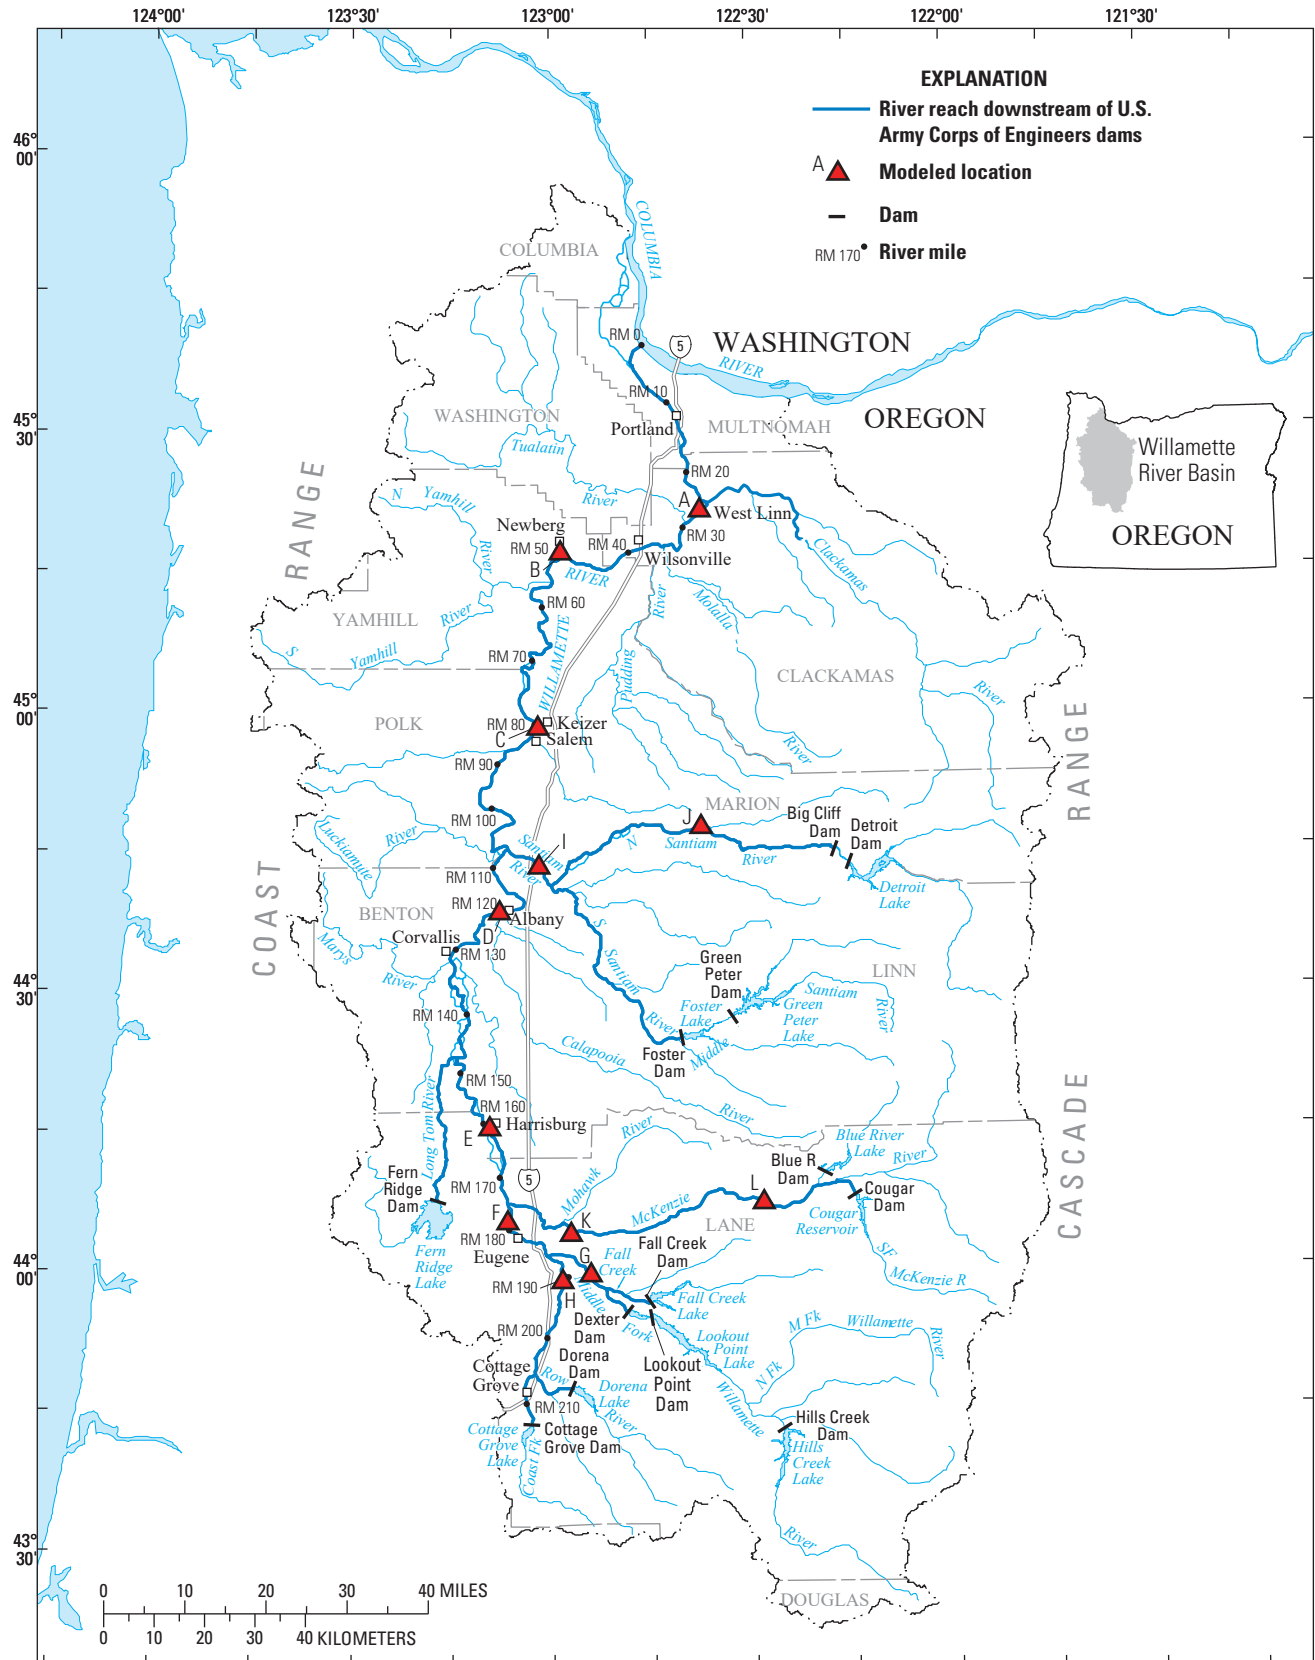 124°00'
123°30'
123°00'
122°30'
122°00'
121°30'
46°
00'
45°
30'
45°
00'
44°
30'
44°
00'
43°
30'
EXPLANATION
River reach downstream of U.S.
Army Corps of Engineers dams
A
Modeled location
Dam
RM 170
River mile
COLUMBIA
COLUMBIA
RIVER
WASHINGTON
OREGON
RM 0
5
RM 10
Portland
WASHINGTON
MULTNOMAH
Tualatin
River
RM 20
A
West Linn
RM 30
Willamette
River Basin
OREGON
RANGE
N
Yamhill
River
Newberg
RM 50
B
RM 40
Wilsonville
RIVER
Clackamas
River
Molalla
River
RM 60
YAMHILL
River
S
Yamhill
RM 70
WILLAMETTE
Pudding
River
CLACKAMAS
River
POLK
RM 80
C
Keizer
Salem
RANGE
RM 90
RM 100
MARION
J
Big Cliff
Dam
Detroit
Dam
Luckiamute
River
Santiam
River
I
N
Santiam
River
Detroit
Lake
RM 110
COAST
BENTON
RM 120
Albany
D
Corvallis
RM 130
Marys
River
S
Santiam
River
Green
Peter
Dam
LINN
Foster
Lake
Santiam
Green
Peter
Lake
River
Middle
Foster
Dam
RM 140
Calapooia
River
RM 150
Long Tom River
RM 160
Harrisburg
E
River
CASCADE
Blue River
Lake
Blue R
Dam
River
Fern
Ridge
Dam
5
RM 170
Mohawk
McKenzie
L
Cougar
Dam
Cougar
Reservoir
F
K
LANE
RM 180
Eugene
Fern
Ridge
Lake
G
Fall
Creek
Fall Creek
Dam
SF
McKenzie R
RM 190
H
Middle
Fork
Fall Creek
Lake
Dexter
Dam
Lookout
Point
Lake
M Fk
Willamette
River
RM 200
Dorena
Dam
Lookout
Point
Dam
N Fk
Cottage
Grove
Row
Dorena
Lake
River
Willamette
RM 210
Hills Creek
Dam
Cottage
Grove
Lake
Cottage
Grove Dam
Coast Fk
Hills
Creek
Lake
River
DOUGLAS
0
10
20
30
40 MILES
0
10
20
30
40 KILOMETERS